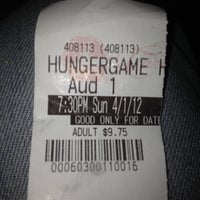 408113 (408113)
HUNGERGAME H
Aud 1
7:30PM Sun 4/1/12
GOOD ONLY FOR DATE
ADULT $9.75
00060300110016